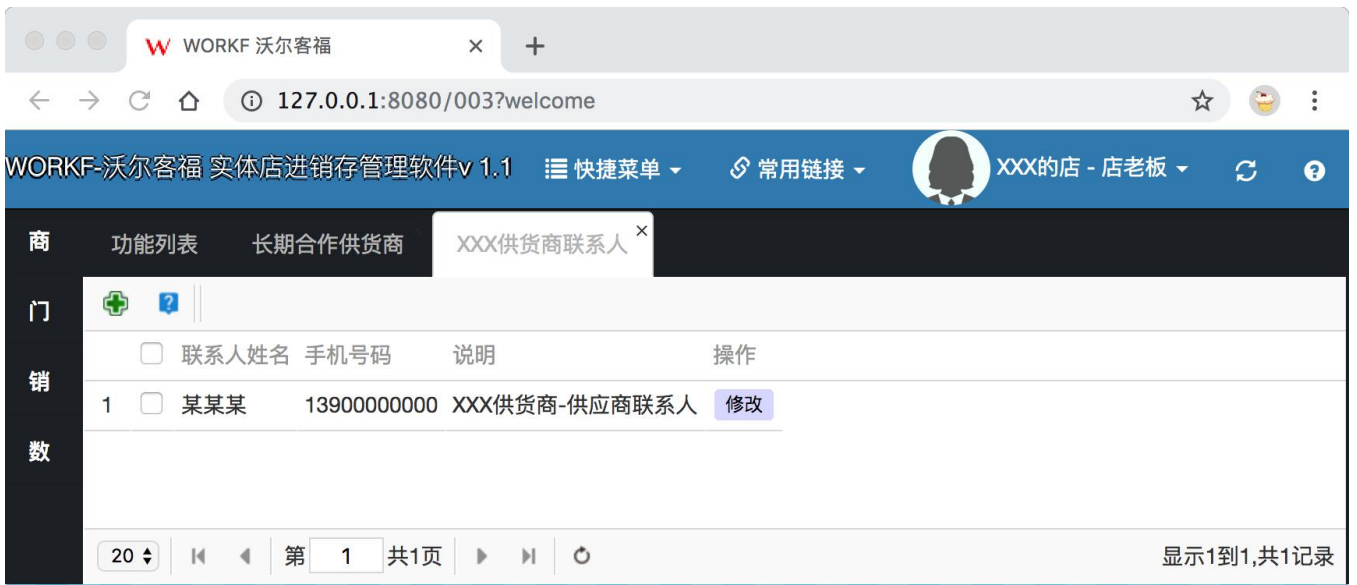 WORKF 沃尔客福
127.0.0.1:8080/003?welcome
WORKF-沃尔客福 实体店进销存管理软件v 1.1 快捷菜单 常用链接 XXX的店 - 店老板
商 功能列表 长期合作供货商 XXX供货商联系人
门
联系人姓名 手机号码 说明 操作
销
1 某某某 13900000000 XXX供货商-供应商联系人 修改
数
20 第 1 共1页 显示1到1,共1记录